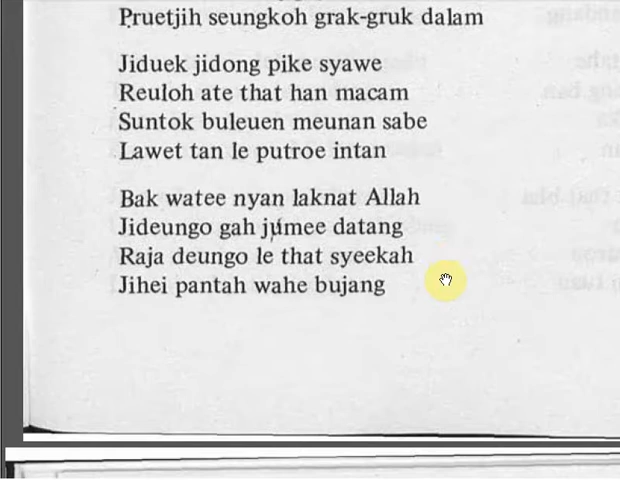 Pruetjih seungkoh grak-gruk dalam
Jiduek jidong pike syawe
Reuloh ate that han macam
Suntok buleuen meunan sabe
Lawet tan le putroe intan
Bak watee nyan laknat Allah
Jideungo gah jimee datang
Raja deungo le that syeekah
Jihei pantah wahe bujang